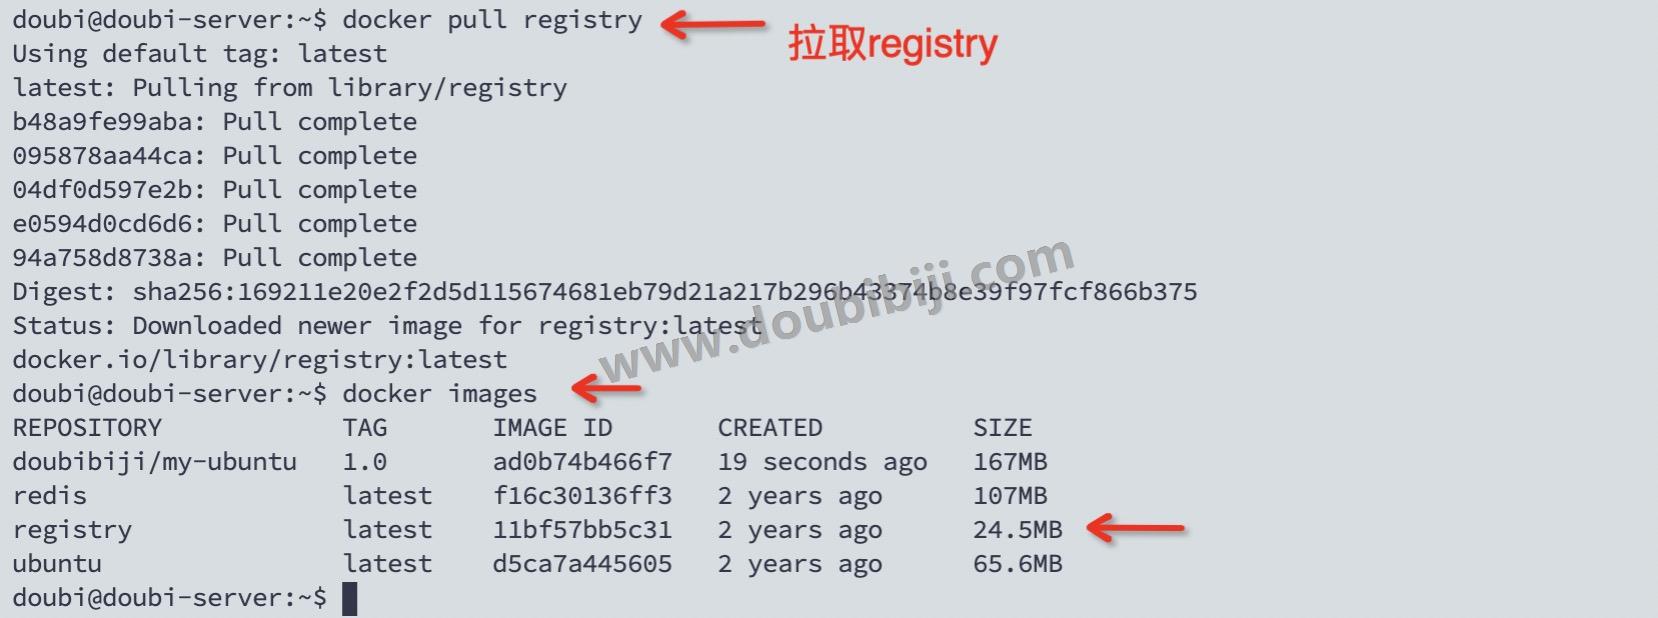 doubi@doubi-server:~$ docker pull registry
拉取registry
Using default tag: latest
latest: Pulling from library/registry
b48a9fe99aba: Pull complete
095878aa44ca: Pull complete
04df0d597e2b: Pull complete
e0594d0cd6d6: Pull complete
94a758d8738a: Pull complete
Digest: sha256:169211e20e2f2d5d115674681eb79d21a217b296b43374b8e39f97fcf866b375
Status: Downloaded newer image for registry:latest
docker.io/library/registry:latest
www.doubibiji.com
doubi@doubi-server:~$ docker images
REPOSITORY TAG IMAGE ID CREATED SIZE
doubibiji/my-ubuntu 1.0 ad0b74b466f7 19 seconds ago 167MB
redis latest f16c30136ff3 2 years ago 107MB
registry latest 11bf57bb5c31 2 years ago 24.5MB
ubuntu latest d5ca7a445605 2 years ago 65.6MB
doubi@doubi-server:~$